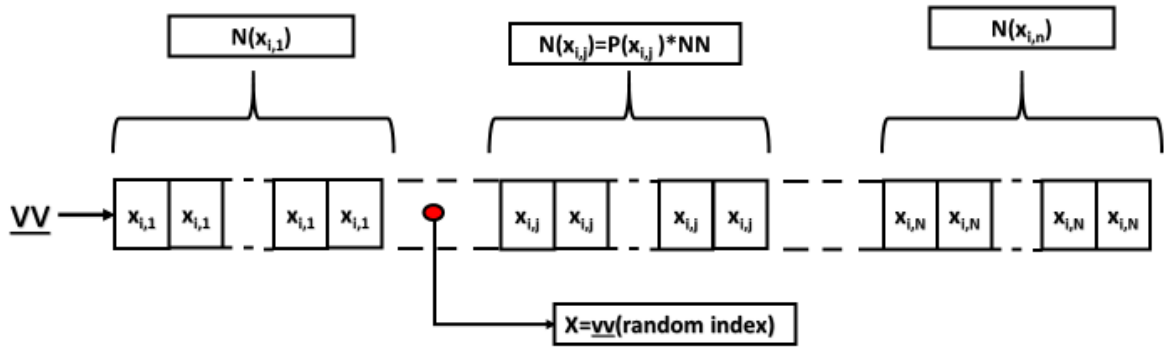 N(x_{i,1})
N(x_{i,j})=P(x_{i,j} )*NN
N(x_{i,n})
VV
x_{i,1} x_{i,1} x_{i,1} x_{i,1} x_{i,j} x_{i,j} x_{i,j} x_{i,j} x_{i,N} x_{i,N} x_{i,N} x_{i,N}
X=vv(random index)